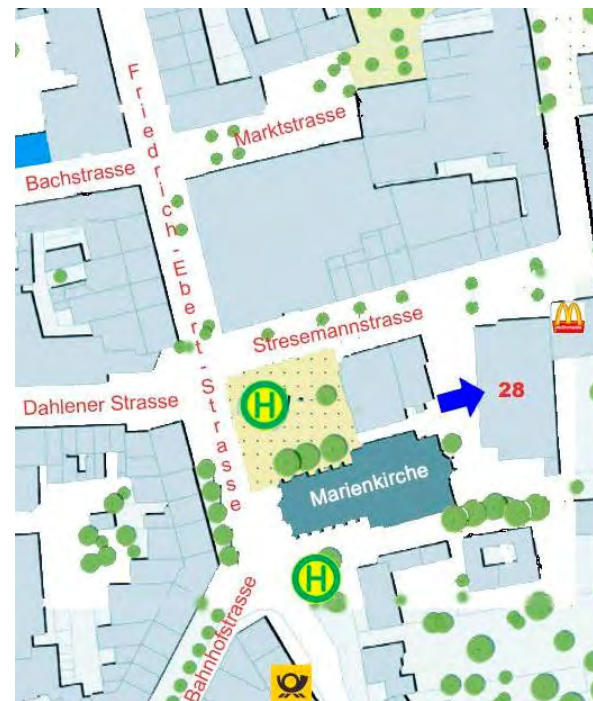 Friedrich-Ebert-Strasse
Marktstrasse
Bachstrasse
Stresemannstrasse
Dahlener Strasse
H
28
Marienkirche
H
Bahnhofstrasse